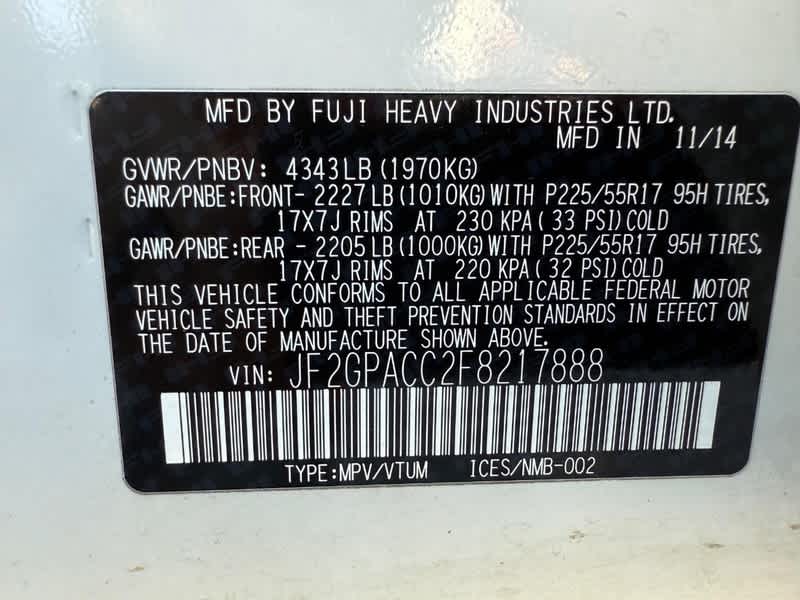 MFD BY FUJI HEAVY INDUSTRIES LTD.
MFD IN 11/14
GVWR/PNBV: 4343LB(1970KG)
GAWR/PNBE:FRONT- 2227LB(1010KG)WITH P225/55R17 95H TIRES,
17X7J RIMS AT 230 KPA( 33 PSI)COLD
GAWR/PNBE:REAR - 2205LB(1000KG)WITH P225/55R17 95H TIRES,
17X7J RIMS AT 220 KPA( 32 PSI)COLD
THIS VEHICLE CONFORMS TO ALL APPLICABLE FEDERAL MOTOR
VEHICLE SAFETY AND THEFT PREVENTION STANDARDS IN EFFECT ON
THE DATE OF MANUFACTURE SHOWN ABOVE.
VIN: JF2GPACC2F8217888
TYPE:MPV/VTUM ICES/NMB-002